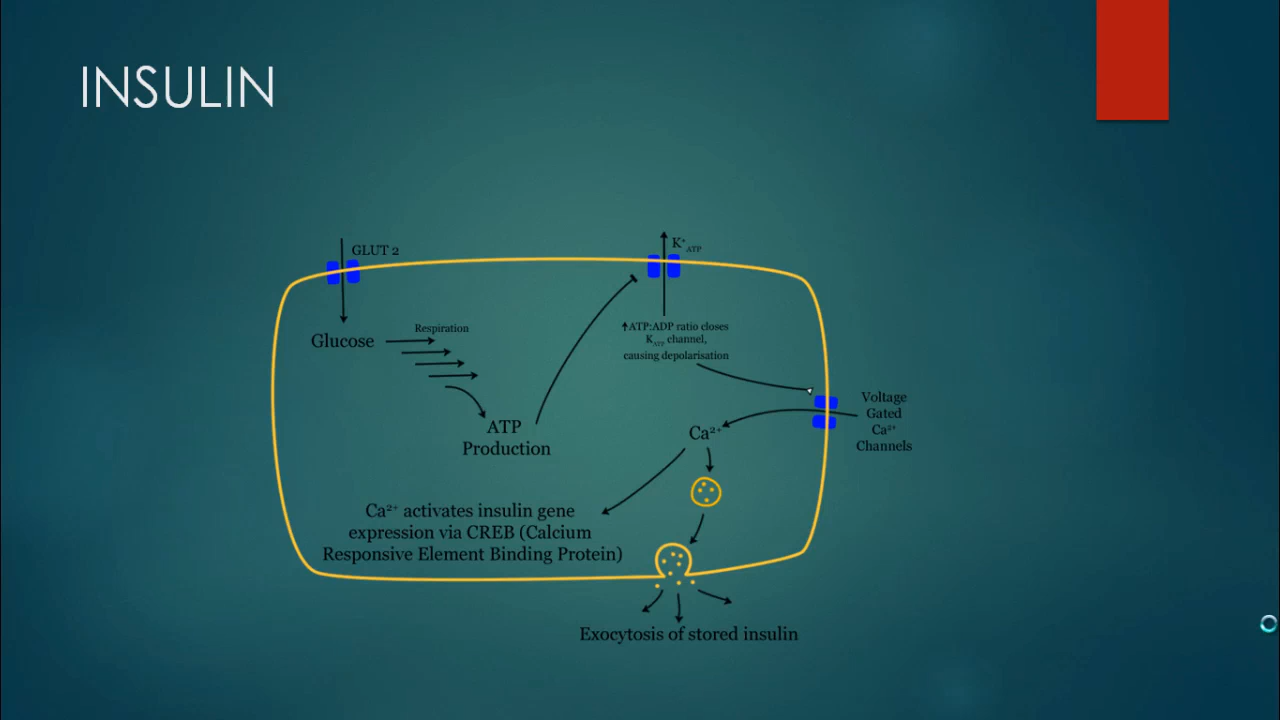 INSULIN
GLUT 2
K⁺ATP
Glucose
Respiration
↑ATP:ADP ratio closes
KATP channel,
causing depolarisation
ATP
Production
Voltage
Gated
Ca²⁺
Channels
Ca²⁺
Ca²⁺ activates insulin gene
expression via CREB (Calcium
Responsive Element Binding Protein)
Exocytosis of stored insulin